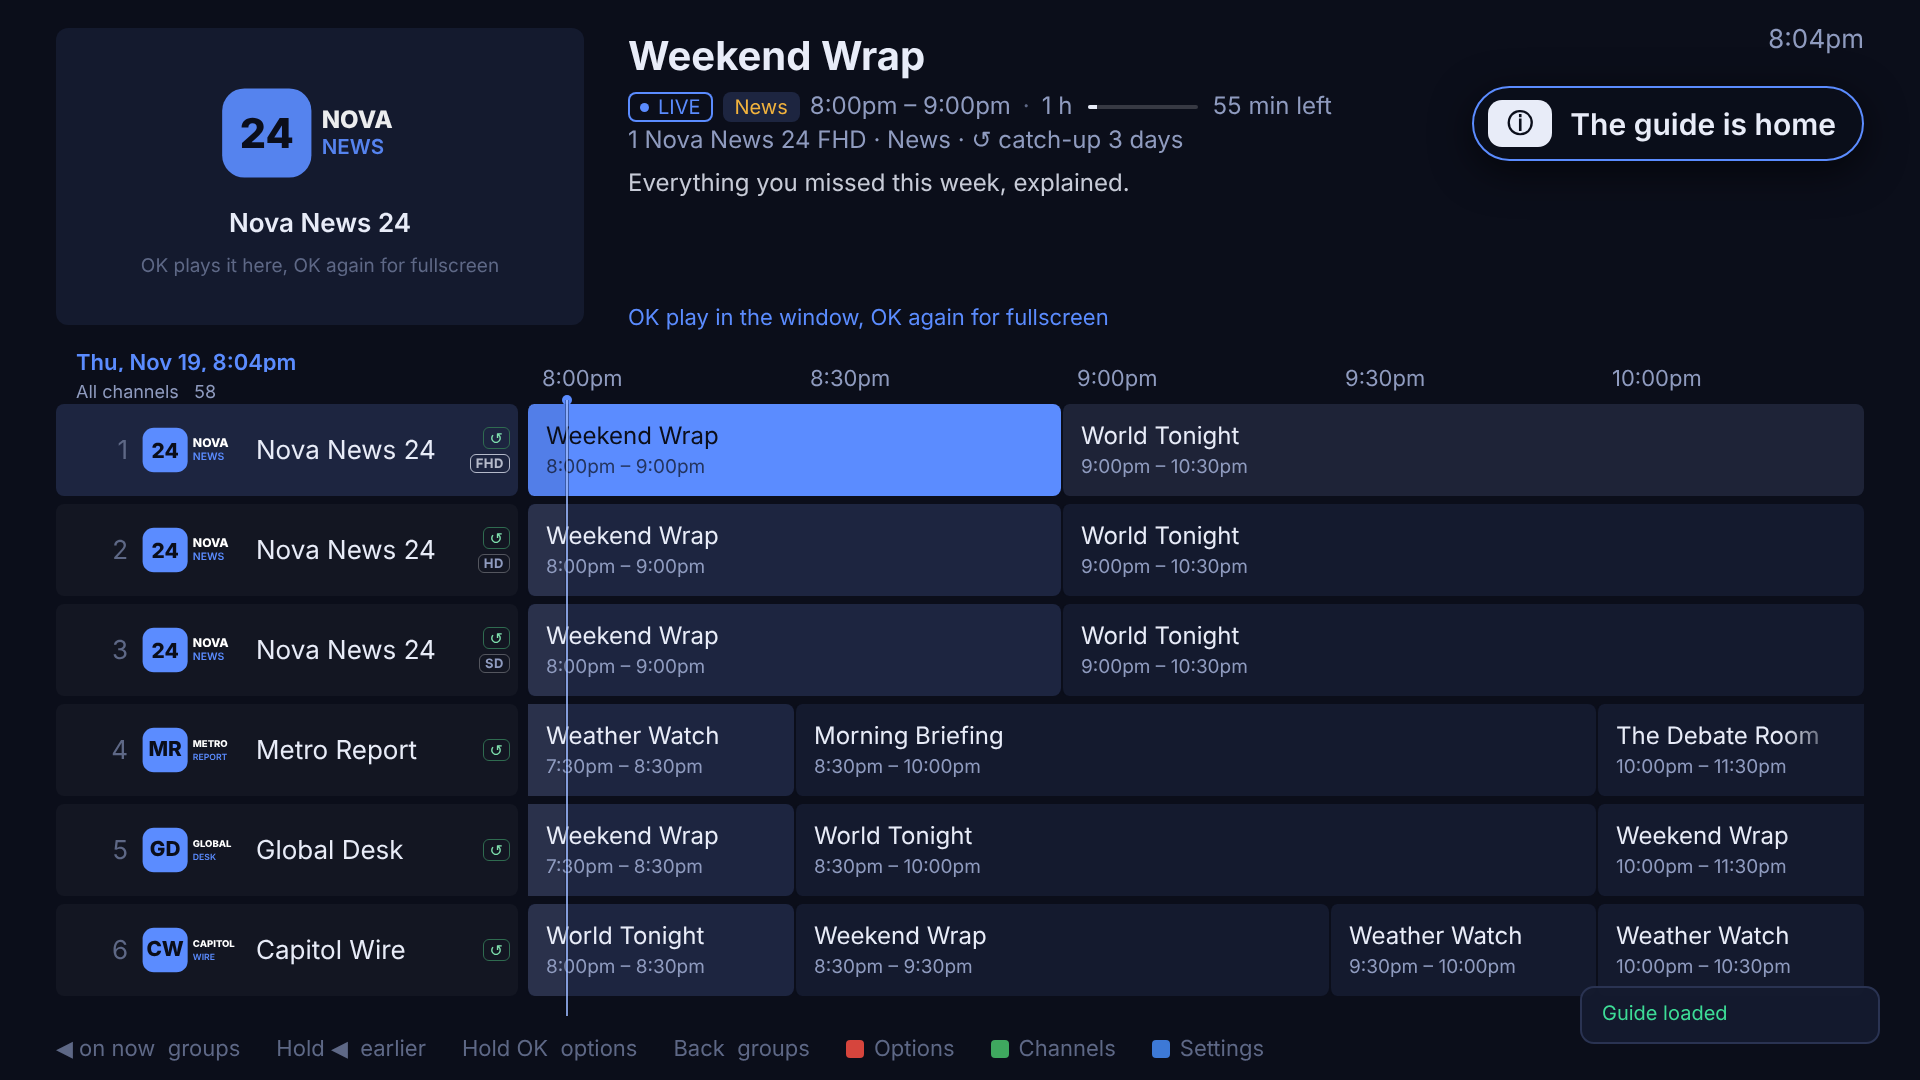 24 NOVA NEWS
Nova News 24
OK plays it here, OK again for fullscreen
Weekend Wrap
LIVE News 8:00pm – 9:00pm · 1 h 55 min left
1 Nova News 24 FHD · News · ↺ catch-up 3 days
Everything you missed this week, explained.
OK play in the window, OK again for fullscreen
8:04pm
ⓘ The guide is home
Thu, Nov 19, 8:04pm
All channels 58
8:00pm 8:30pm 9:00pm 9:30pm 10:00pm
1 24 NOVA NEWS Nova News 24 ↺ FHD
Weekend Wrap
8:00pm – 9:00pm
World Tonight
9:00pm – 10:30pm
2 24 NOVA NEWS Nova News 24 ↺ HD
Weekend Wrap
8:00pm – 9:00pm
World Tonight
9:00pm – 10:30pm
3 24 NOVA NEWS Nova News 24 ↺ SD
Weekend Wrap
8:00pm – 9:00pm
World Tonight
9:00pm – 10:30pm
4 MR METRO REPORT Metro Report ↺
Weather Watch
7:30pm – 8:30pm
Morning Briefing
8:30pm – 10:00pm
The Debate Room
10:00pm – 11:30pm
5 GD GLOBAL DESK Global Desk ↺
Weekend Wrap
7:30pm – 8:30pm
World Tonight
8:30pm – 10:00pm
Weekend Wrap
10:00pm – 11:30pm
6 CW CAPITOL WIRE Capitol Wire ↺
World Tonight
8:00pm – 8:30pm
Weekend Wrap
8:30pm – 9:30pm
Weather Watch
9:30pm – 10:00pm
Weather Watch
10:00pm – 10:30pm
Guide loaded
◀ on now groups Hold ◀ earlier Hold OK options Back groups Options Channels Settings